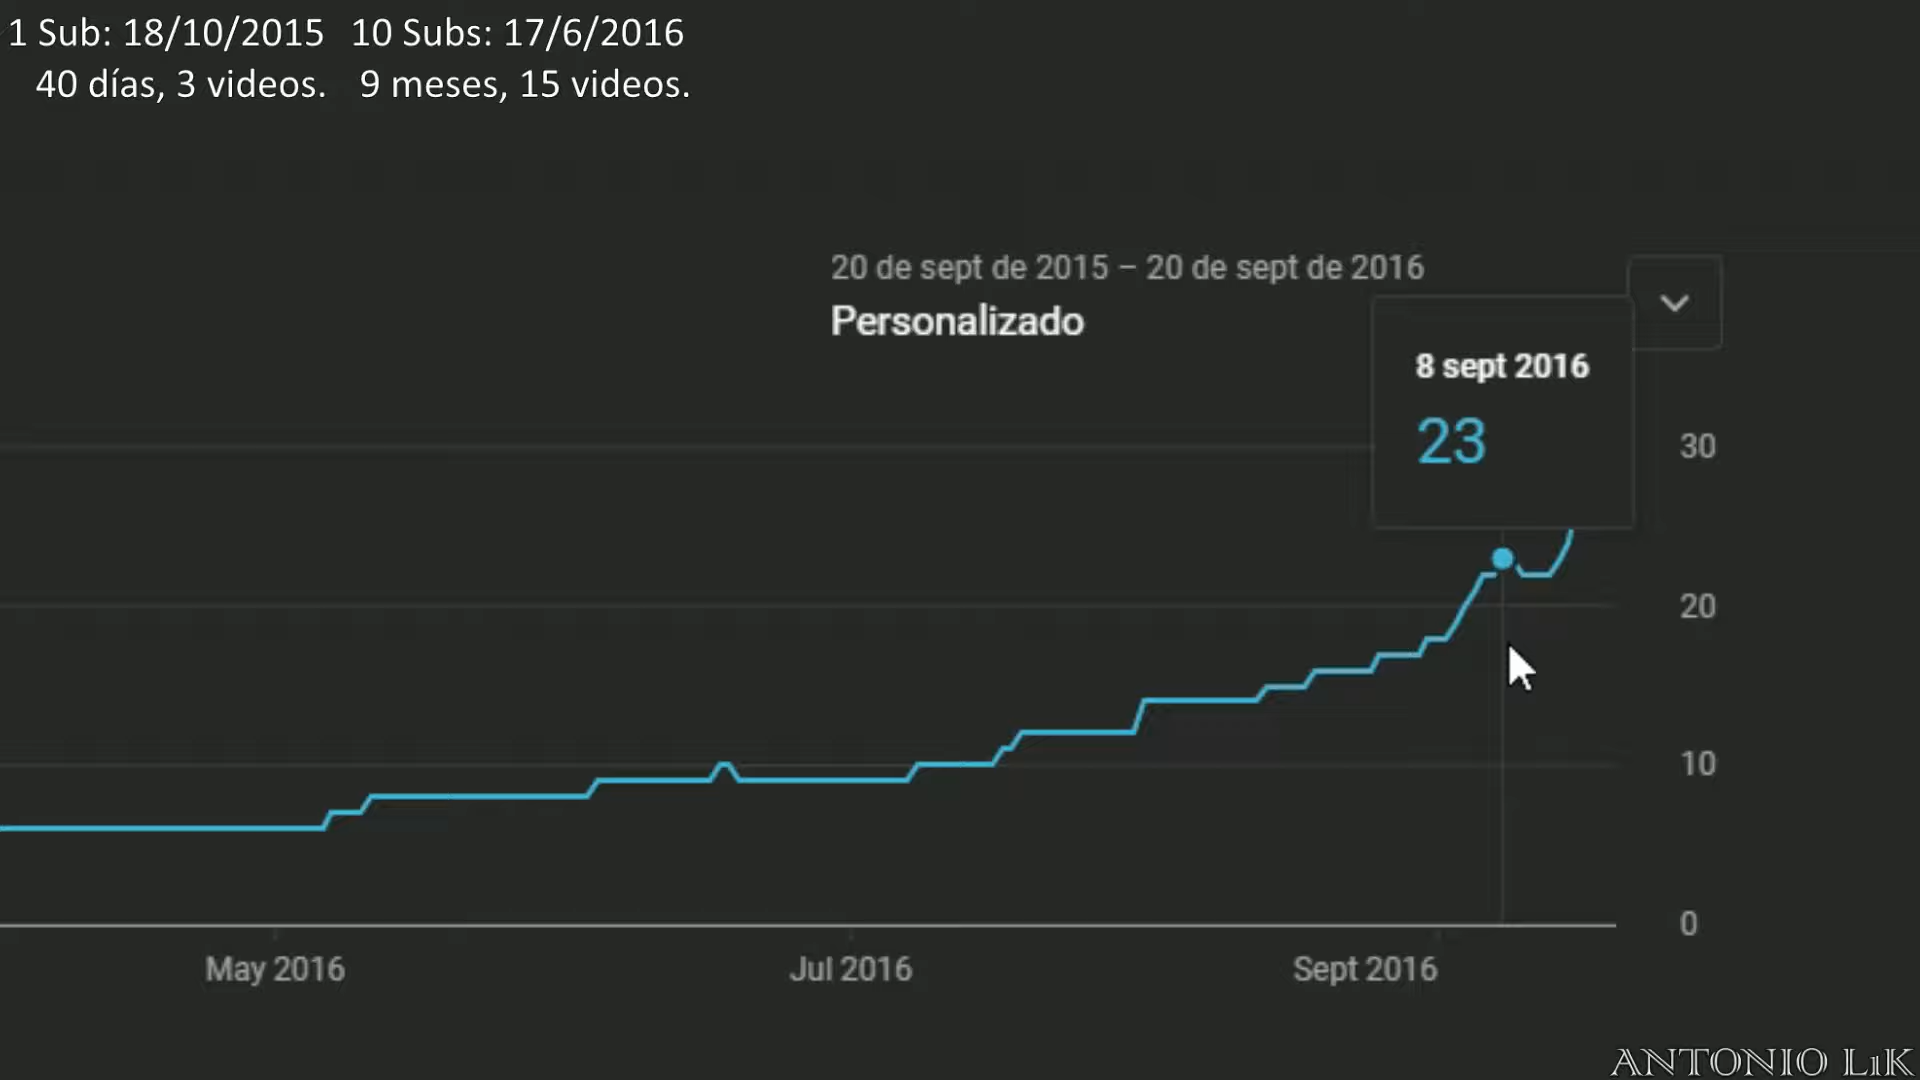 1 Sub: 18/10/2015   10 Subs: 17/6/2016
40 días, 3 videos.   9 meses, 15 videos.
20 de sept de 2015 – 20 de sept de 2016
Personalizado
8 sept 2016
23
30
20
10
0
May 2016   Jul 2016   Sept 2016
ANTONIO LiK